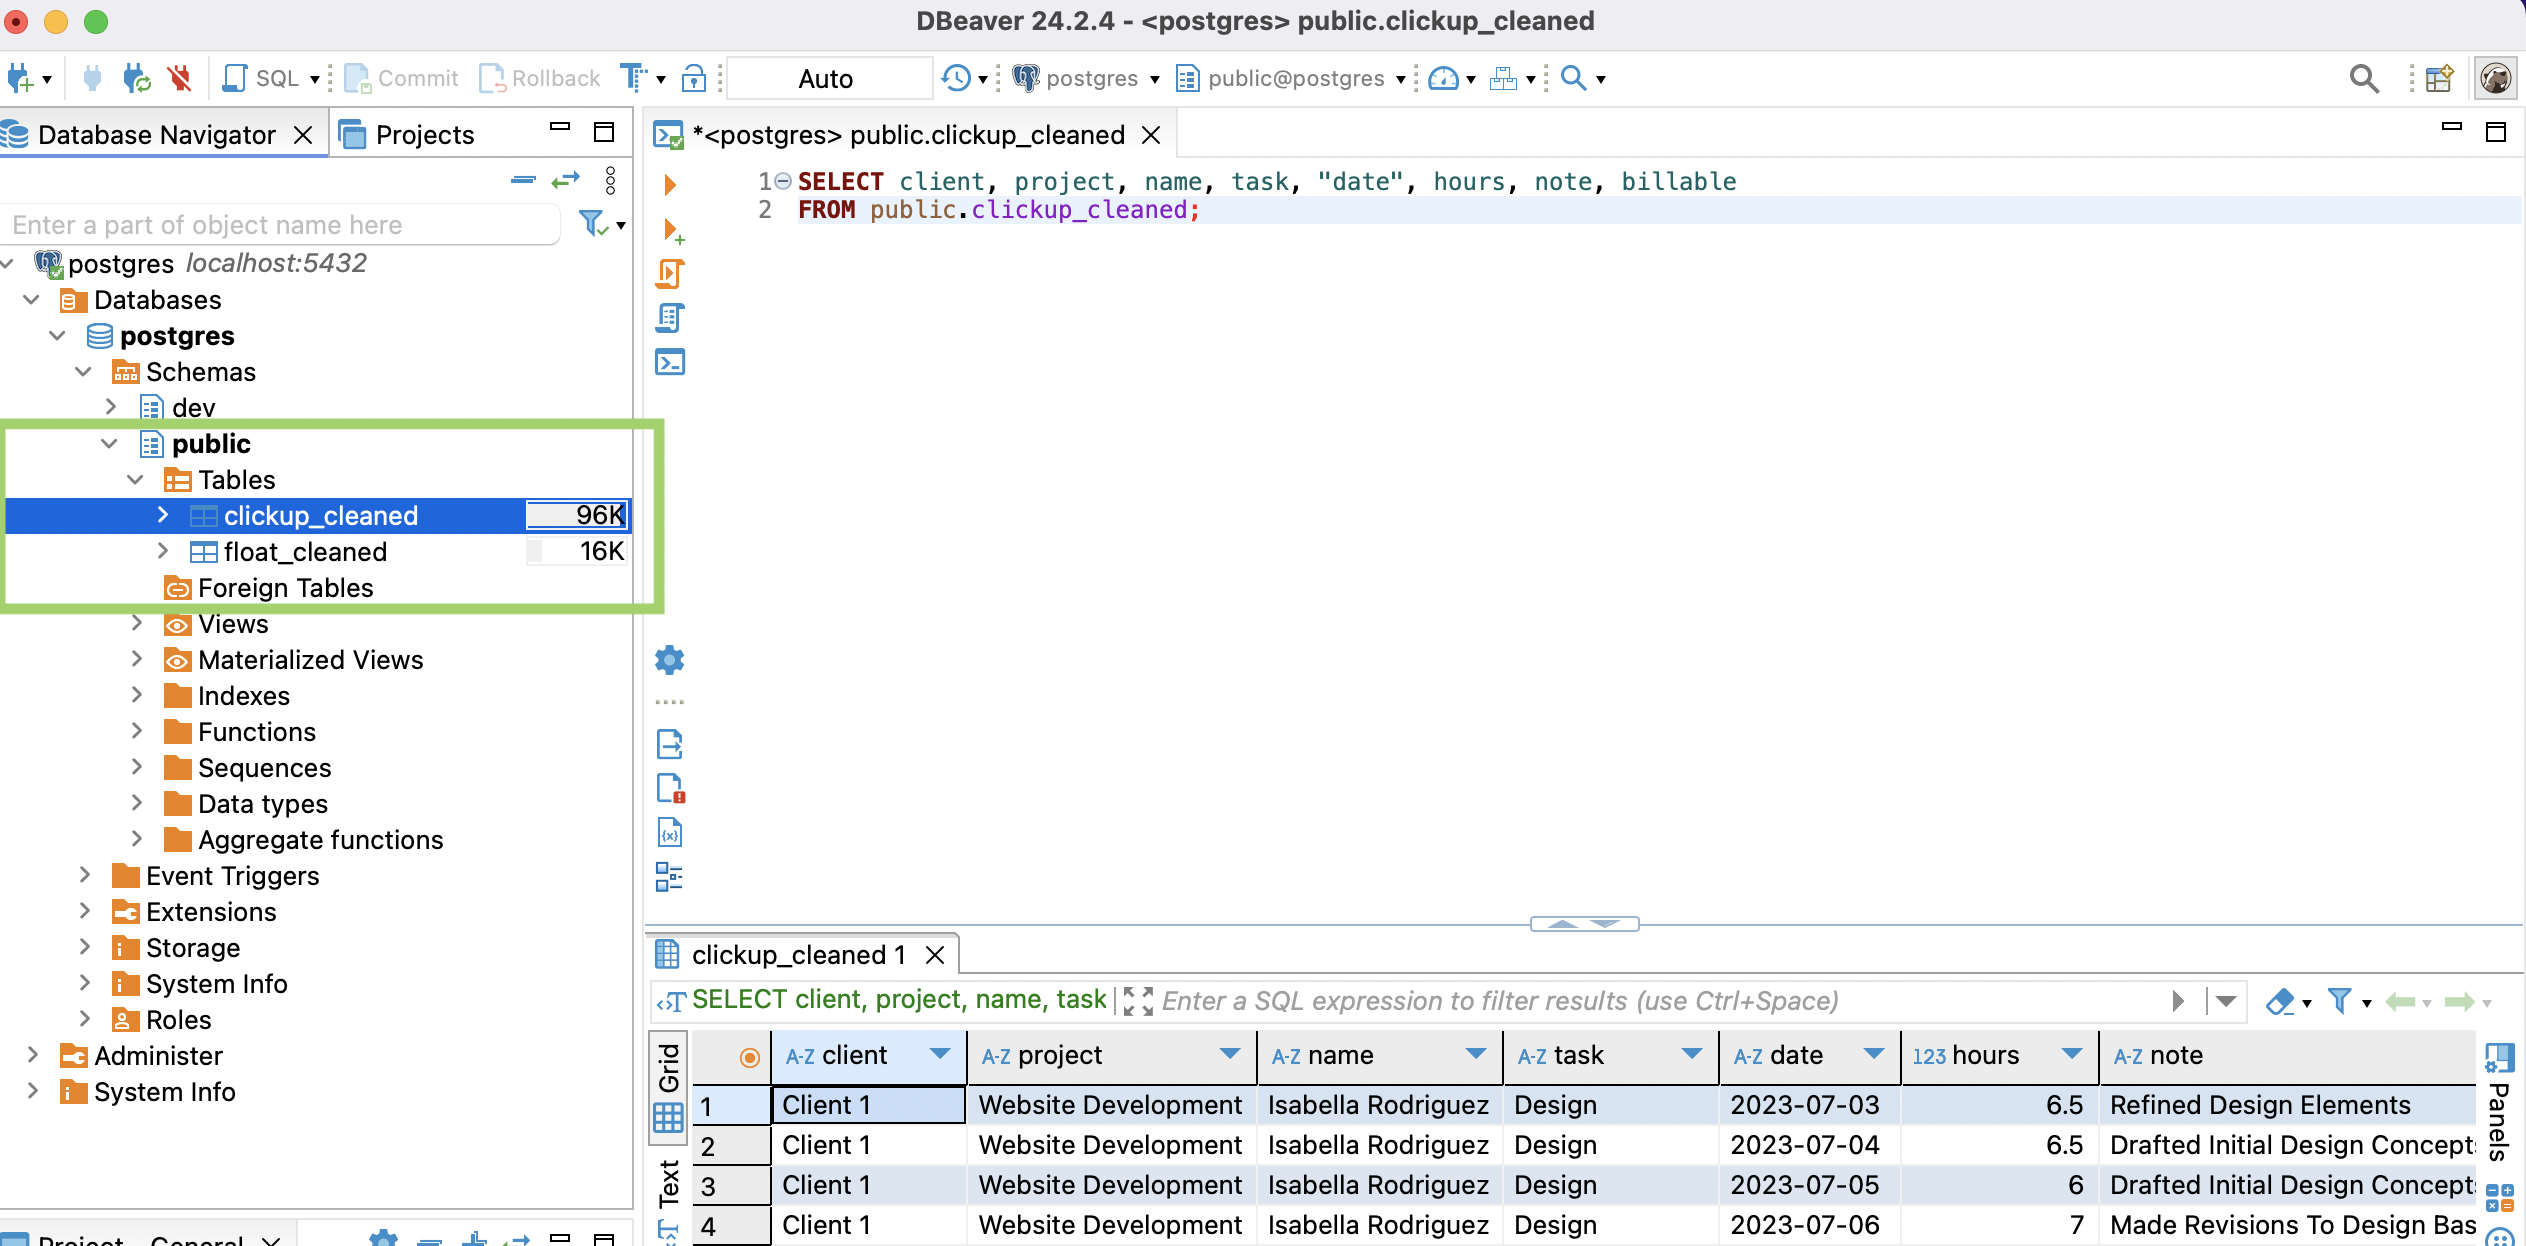 DBeaver 24.2.4 - <postgres> public.clickup_cleaned
SQL Commit Rollback Auto postgres public@postgres
Database Navigator Projects
Enter a part of object name here
postgres localhost:5432
Databases
postgres
Schemas
dev
public
Tables
clickup_cleaned 96K
float_cleaned 16K
Foreign Tables
Views
Materialized Views
Indexes
Functions
Sequences
Data types
Aggregate functions
Event Triggers
Extensions
Storage
System Info
Roles
Administer
System Info
Project - General
*<postgres> public.clickup_cleaned
1 SELECT client, project, name, task, "date", hours, note, billable
2 FROM public.clickup_cleaned;
clickup_cleaned 1
SELECT client, project, name, task Enter a SQL expression to filter results (use Ctrl+Space)
Grid
Text
A-Z client A-Z project A-Z name A-Z task A-Z date 123 hours A-Z note
1 Client 1 Website Development Isabella Rodriguez Design 2023-07-03 6.5 Refined Design Elements
2 Client 1 Website Development Isabella Rodriguez Design 2023-07-04 6.5 Drafted Initial Design Concept
3 Client 1 Website Development Isabella Rodriguez Design 2023-07-05 6 Drafted Initial Design Concept
4 Client 1 Website Development Isabella Rodriguez Design 2023-07-06 7 Made Revisions To Design Bas
Panels